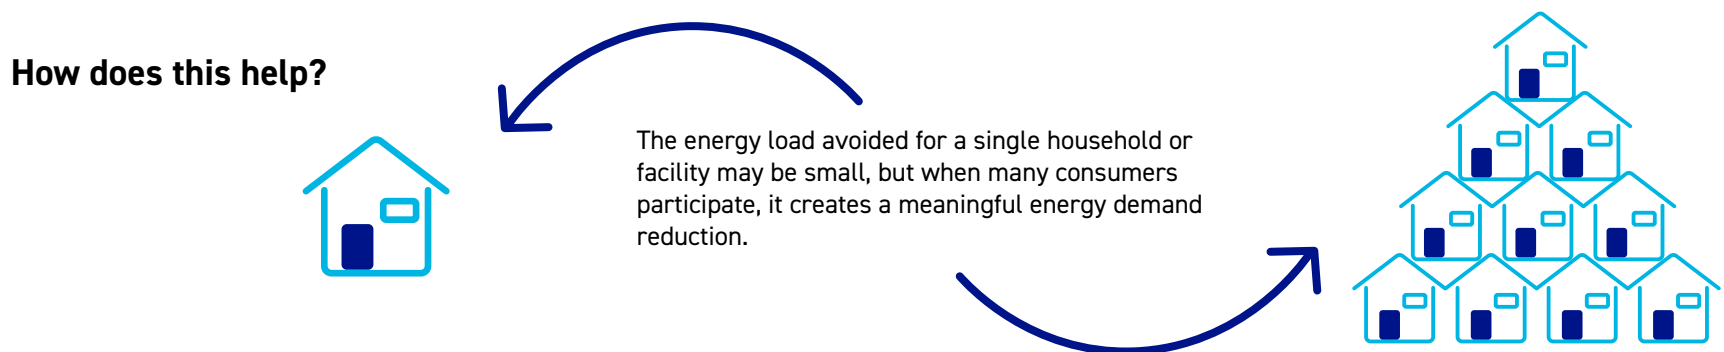 How does this help?
The energy load avoided for a single household or
facility may be small, but when many consumers
participate, it creates a meaningful energy demand
reduction.